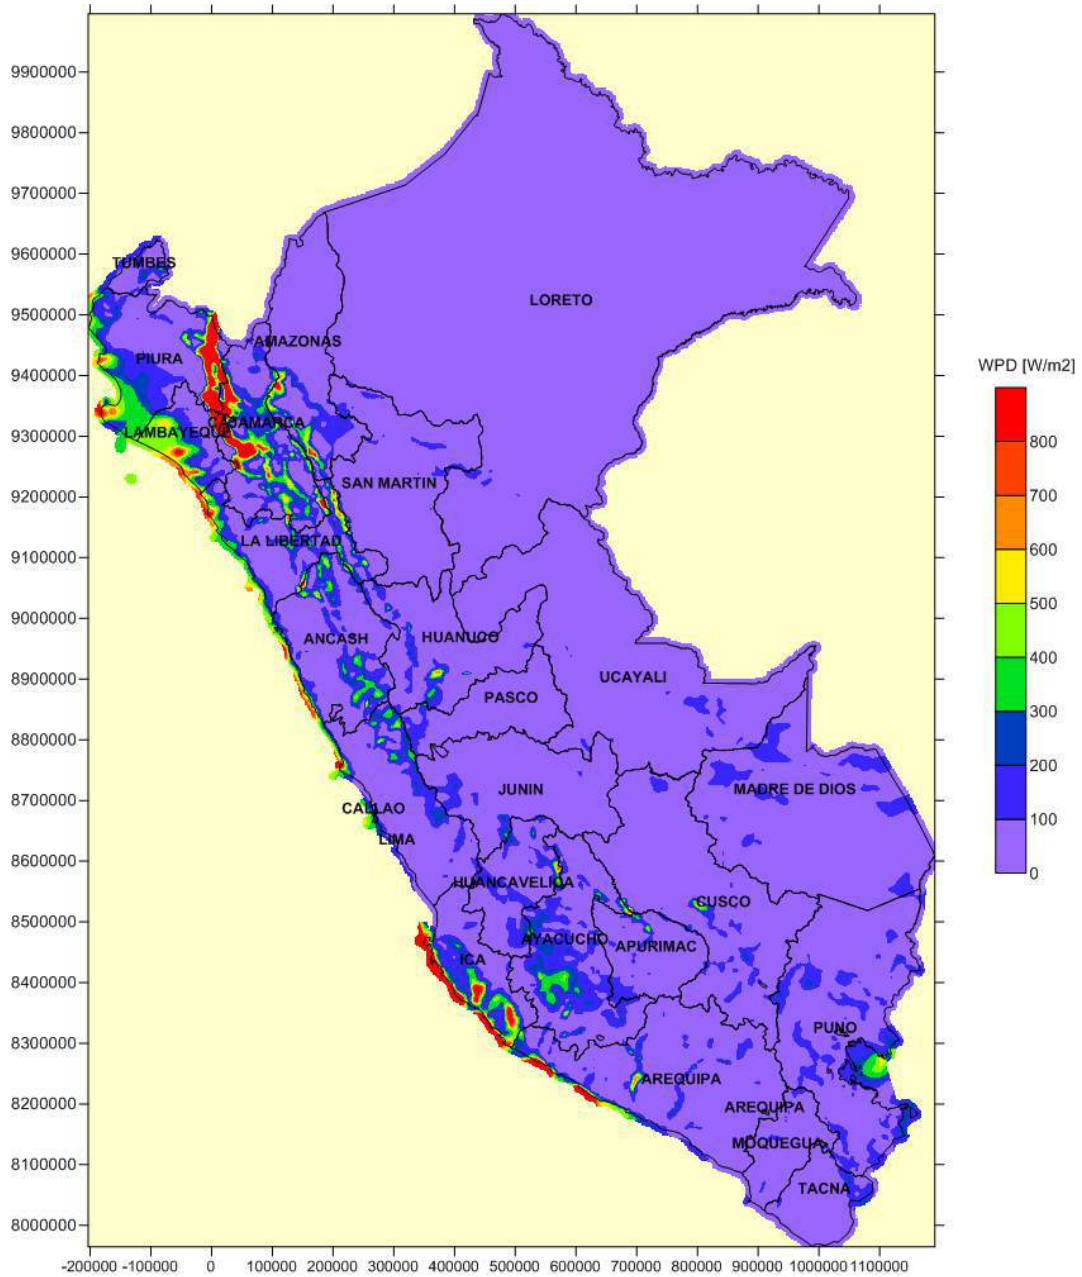 9900000
9800000
9700000
9600000
9500000
9400000
9300000
9200000
9100000
9000000
8900000
8800000
8700000
8600000
8500000
8400000
8300000
8200000
8100000
8000000
TUMBES
LORETO
AMAZONAS
PIURA
CAJAMARCA
LAMBAYEQUE
SAN MARTIN
LA LIBERTAD
ANCASH
HUANUCO
UCAYALI
PASCO
JUNIN
MADRE DE DIOS
CALLAO
LIMA
HUANCAVELICA
CUSCO
AYACUCHO
APURIMAC
ICA
PUNO
AREQUIPA
AREQUIPA
MOQUEGUA
TACNA
-200000 -100000 0 100000 200000 300000 400000 500000 600000 700000 800000 900000 1000000 1100000
WPD [W/m2]
800
700
600
500
400
300
200
100
0